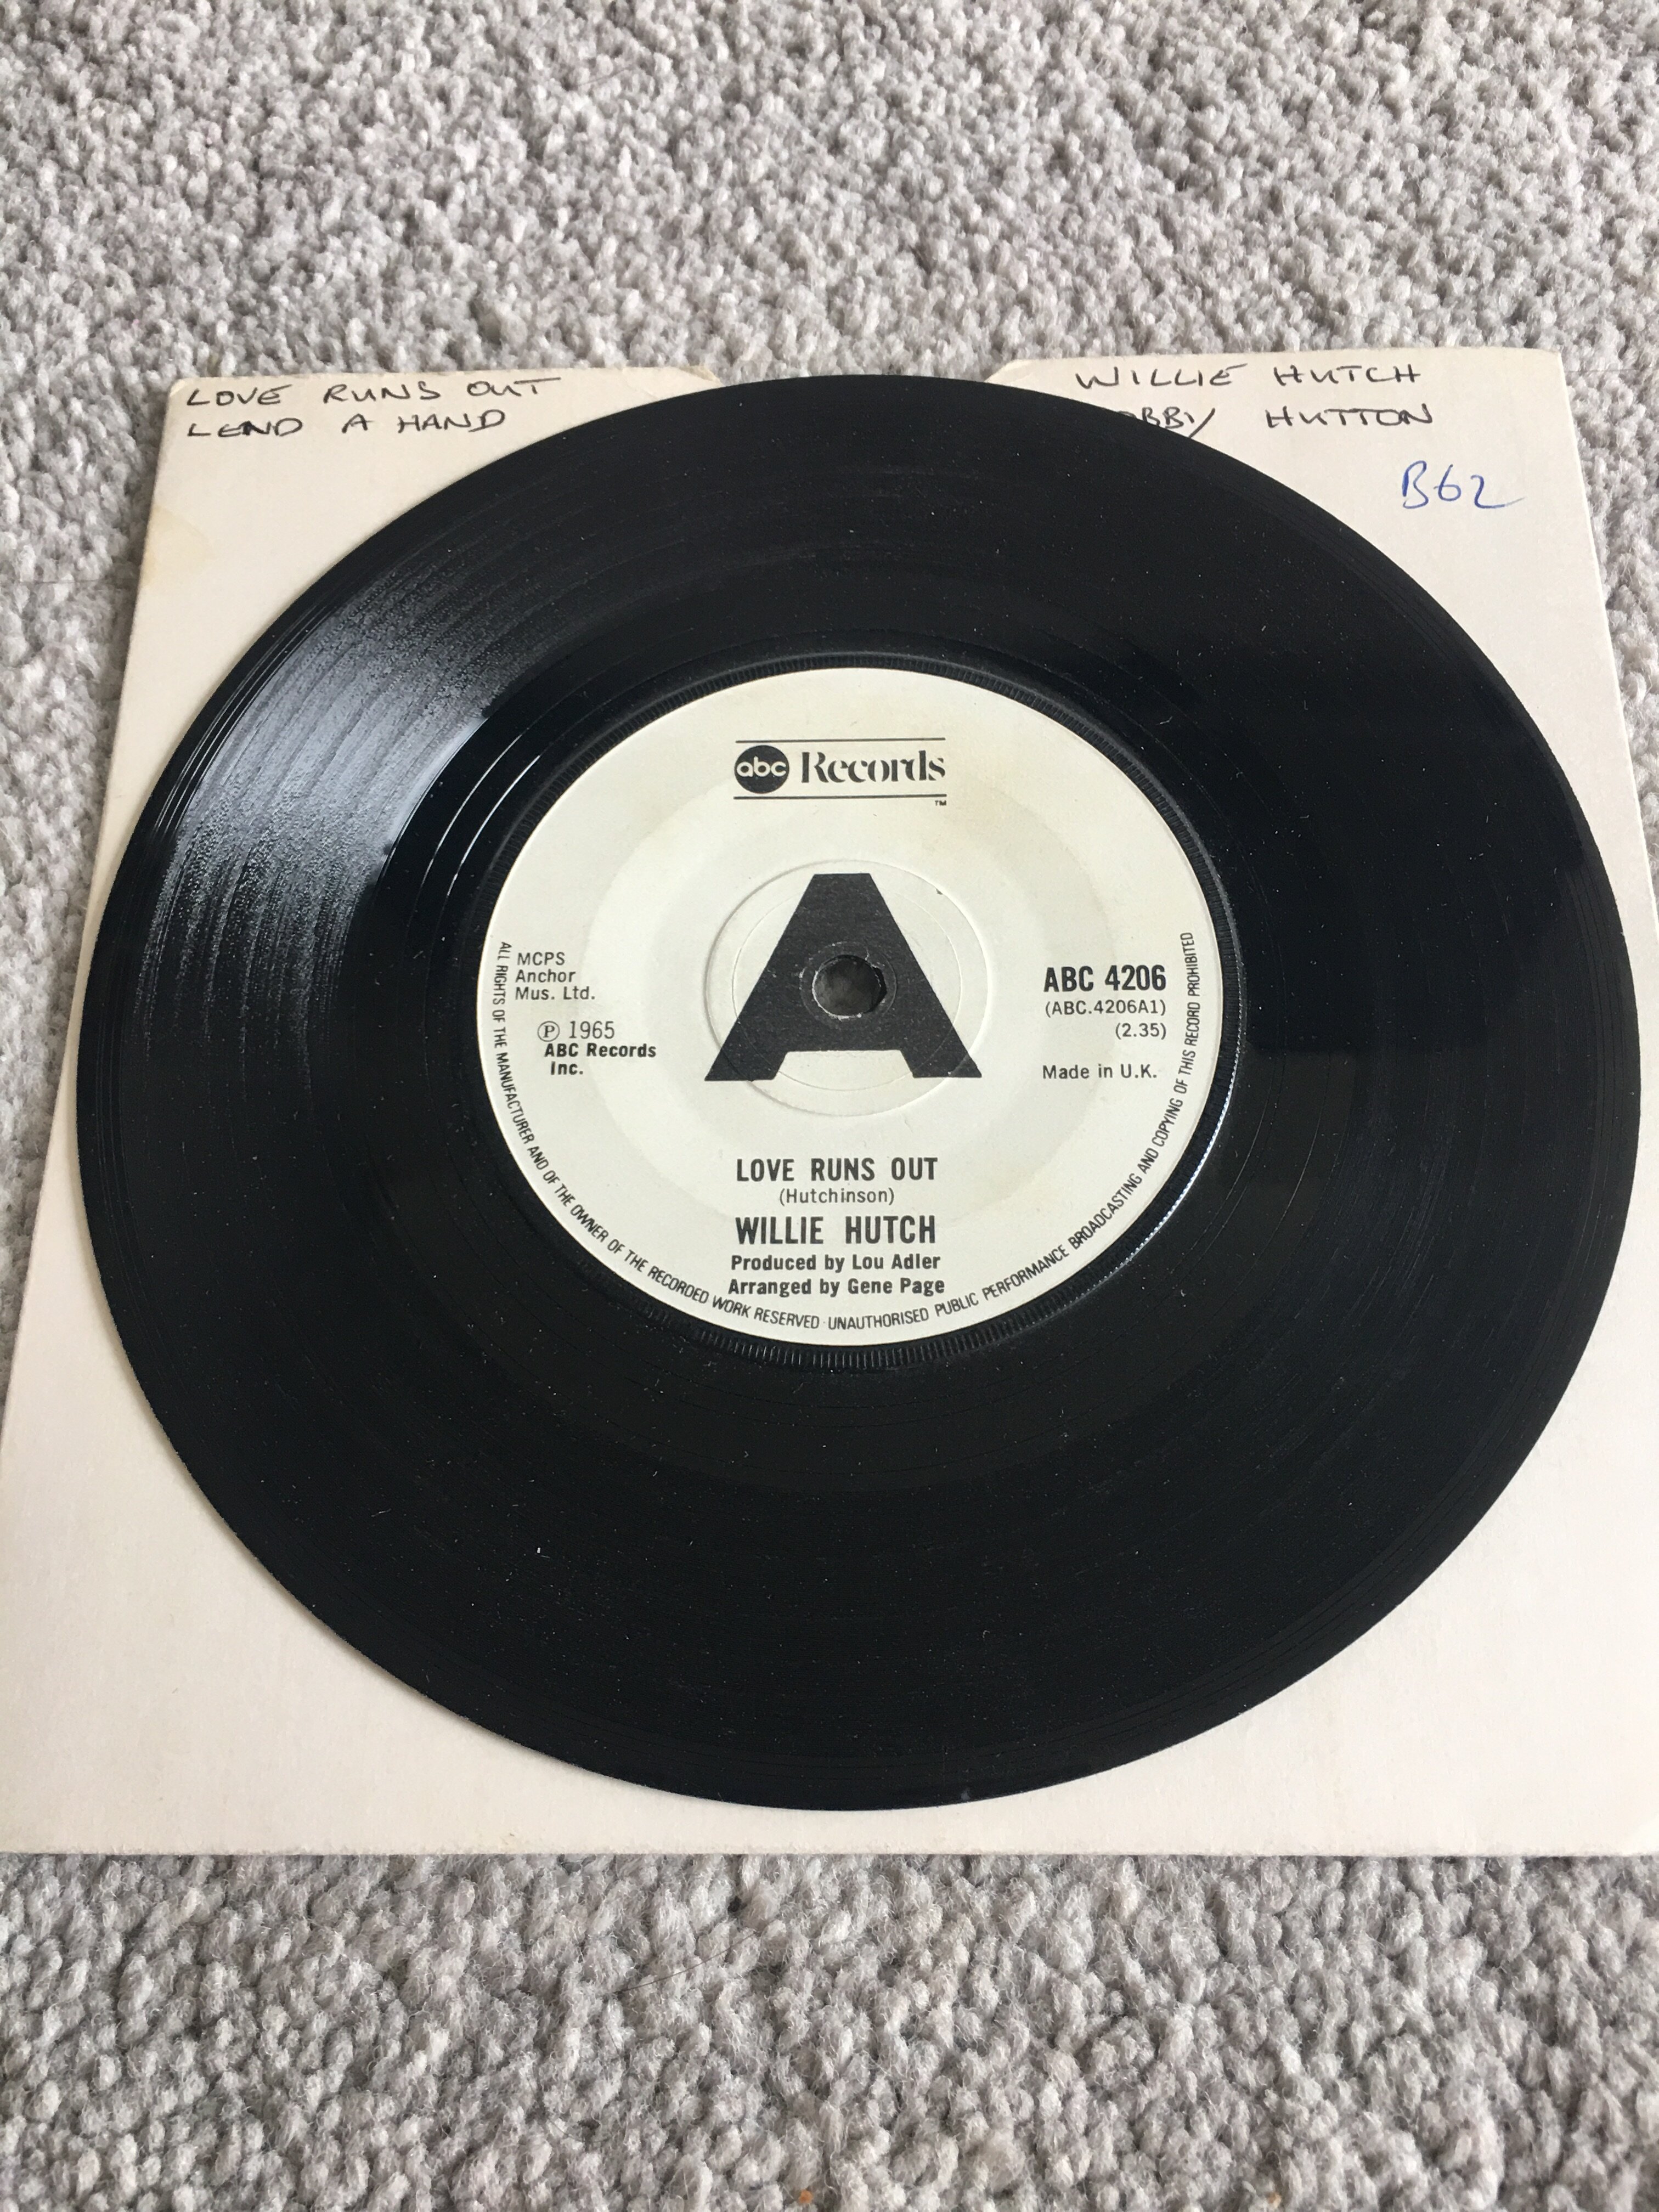 LOVE RUNS OUT
LEND A HAND
WILLIE HUTCH
HUTTON
B62
abc Records
TM
A
MCPS
Anchor
Mus. Ltd.
℗ 1965
ABC Records
Inc.
ABC 4206
(ABC.4206A1)
(2.35)
Made in U.K.
LOVE RUNS OUT
(Hutchinson)
WILLIE HUTCH
Produced by Lou Adler
Arranged by Gene Page
ALL RIGHTS OF THE MANUFACTURER AND OF THE OWNER OF THE RECORDED WORK RESERVED · UNAUTHORISED PUBLIC PERFORMANCE BROADCASTING AND COPYING OF THIS RECORD PROHIBITED